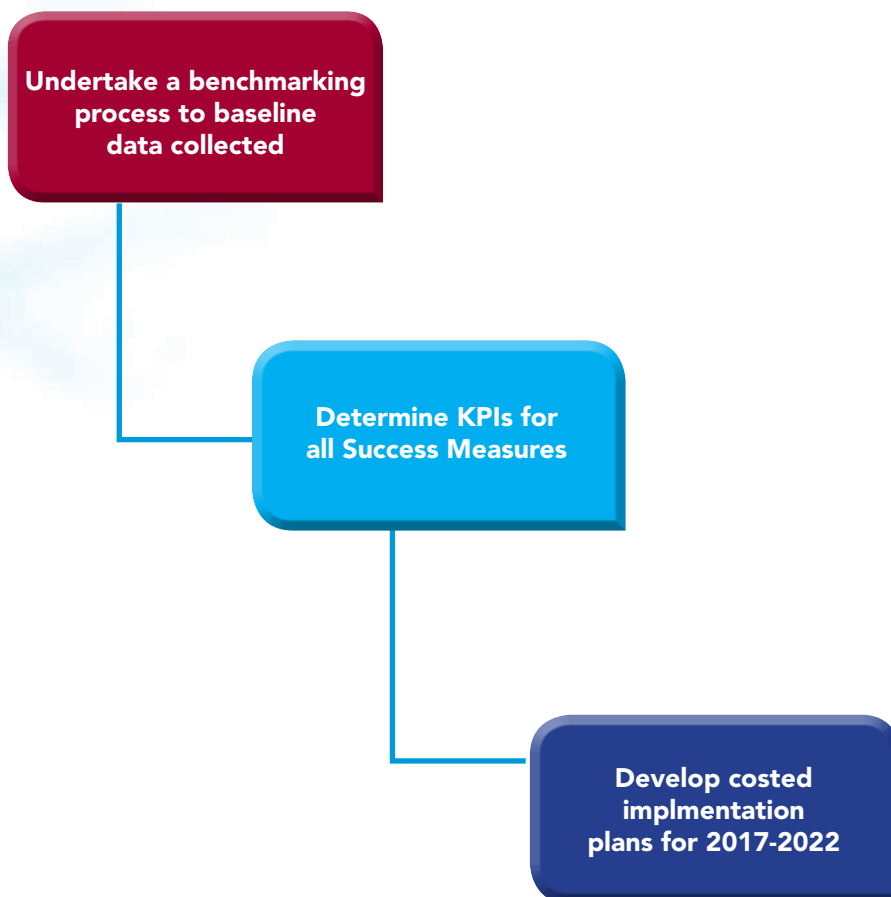 Undertake a benchmarking
process to baseline
data collected
Determine KPIs for
all Success Measures
Develop costed
implmentation
plans for 2017-2022